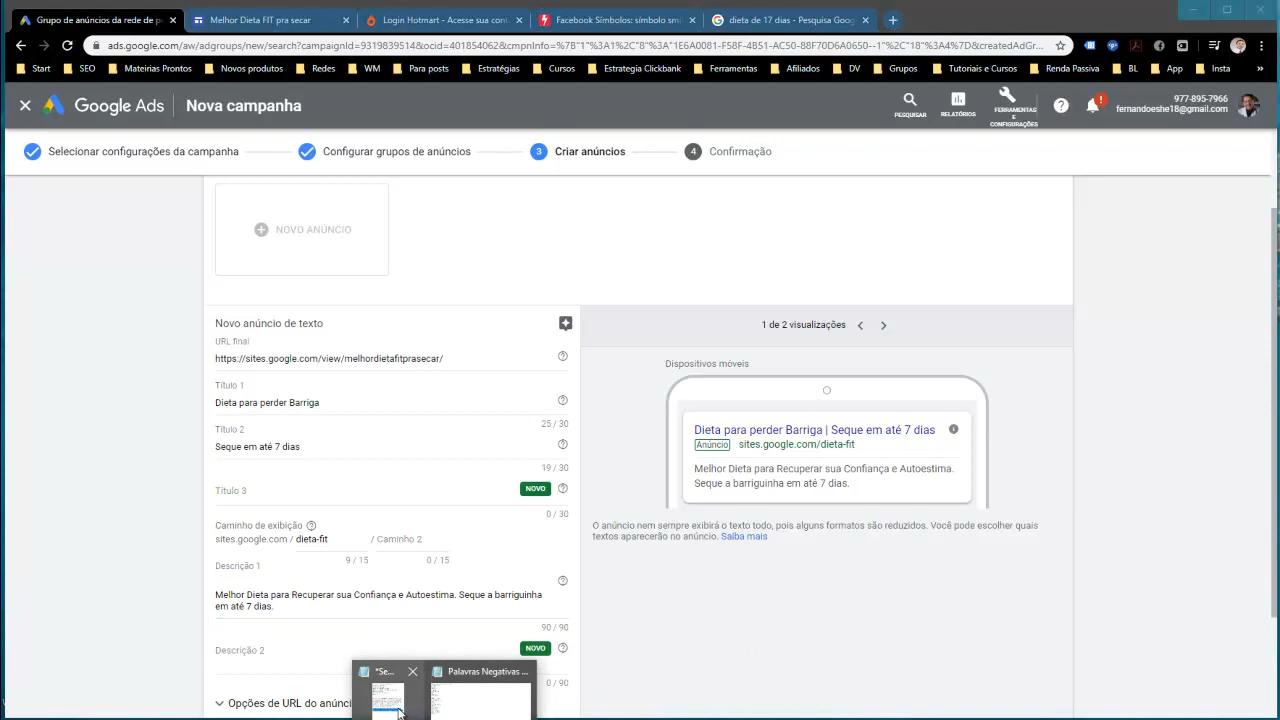 Grupo de anúncios da rede de p
Melhor Dieta FIT pra secar
Login Hotmart - Acesse sua cont
Facebook Símbolos: símbolo smi
dieta de 17 dias - Pesquisa Goog
ads.google.com/aw/adgroups/new/search?campaignId=9319839514&ocid=401854062&cmpnInfo=%7B"1"%3A1%2C"8"%3A"1E6A0081-F58F-4B51-AC50-88F70D6A0650--1"%2C"18"%3A4%7D&createdAdGr...
Start
SEO
Mateirias Prontos
Novos produtos
Redes
WM
Para posts
Estratégias
Cursos
Estrategia Clickbank
Ferramentas
Afiliados
DV
Grupos
Tutoriais e Cursos
Renda Passiva
BL
App
Insta
Google Ads
Nova campanha
PESQUISAR
RELATÓRIOS
FERRAMENTAS
E
CONFIGURAÇÕES
977-895-7966
fernandoeshe18@gmail.com
Selecionar configurações da campanha
Configurar grupos de anúncios
3 Criar anúncios
4 Confirmação
NOVO ANÚNCIO
Novo anúncio de texto
URL final
https://sites.google.com/view/melhordietafitprasecar/
Título 1
Dieta para perder Barriga
25 / 30
Título 2
Seque em até 7 dias
19 / 30
Título 3
NOVO
0 / 30
Caminho de exibição
sites.google.com / dieta-fit / Caminho 2
9 / 15 0 / 15
Descrição 1
Melhor Dieta para Recuperar sua Confiança e Autoestima. Seque a barriguinha
em até 7 dias.
90 / 90
Descrição 2
NOVO
0 / 90
Opções de URL do anúnci
1 de 2 visualizações
Dispositivos móveis
Dieta para perder Barriga | Seque em até 7 dias
Anúncio sites.google.com/dieta-fit
Melhor Dieta para Recuperar sua Confiança e Autoestima.
Seque a barriguinha em até 7 dias.
O anúncio nem sempre exibirá o texto todo, pois alguns formatos são reduzidos. Você pode escolher quais
textos aparecerão no anúncio. Saiba mais
*Se...
Palavras Negativas ...